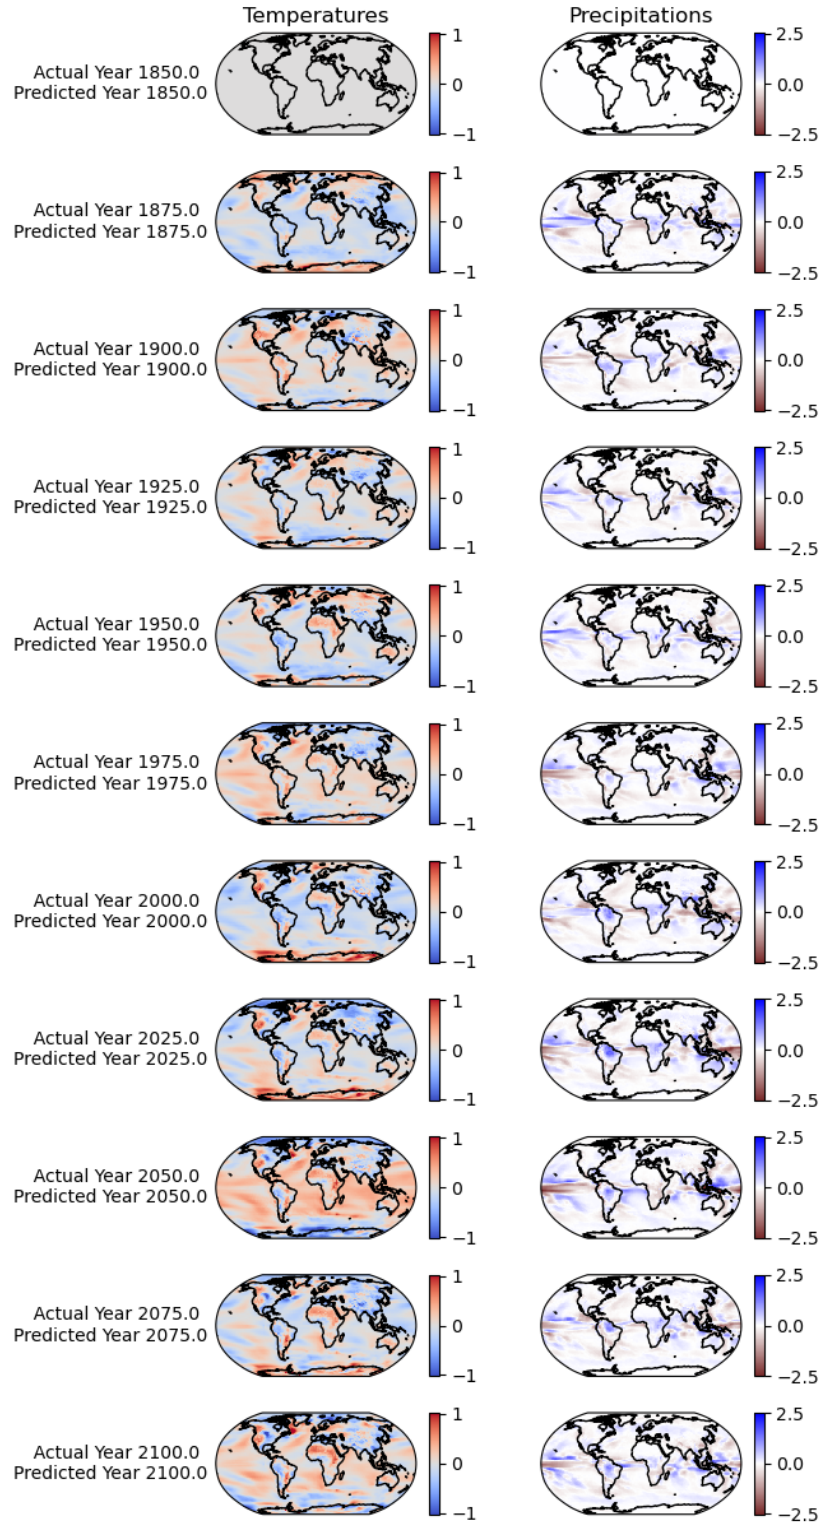 Temperatures
Precipitations
Actual Year 1850.0
Predicted Year 1850.0
1
0
−1
2.5
0.0
−2.5
Actual Year 1875.0
Predicted Year 1875.0
1
0
−1
2.5
0.0
−2.5
Actual Year 1900.0
Predicted Year 1900.0
1
0
−1
2.5
0.0
−2.5
Actual Year 1925.0
Predicted Year 1925.0
1
0
−1
2.5
0.0
−2.5
Actual Year 1950.0
Predicted Year 1950.0
1
0
−1
2.5
0.0
−2.5
Actual Year 1975.0
Predicted Year 1975.0
1
0
−1
2.5
0.0
−2.5
Actual Year 2000.0
Predicted Year 2000.0
1
0
−1
2.5
0.0
−2.5
Actual Year 2025.0
Predicted Year 2025.0
1
0
−1
2.5
0.0
−2.5
Actual Year 2050.0
Predicted Year 2050.0
1
0
−1
2.5
0.0
−2.5
Actual Year 2075.0
Predicted Year 2075.0
1
0
−1
2.5
0.0
−2.5
Actual Year 2100.0
Predicted Year 2100.0
1
0
−1
2.5
0.0
−2.5